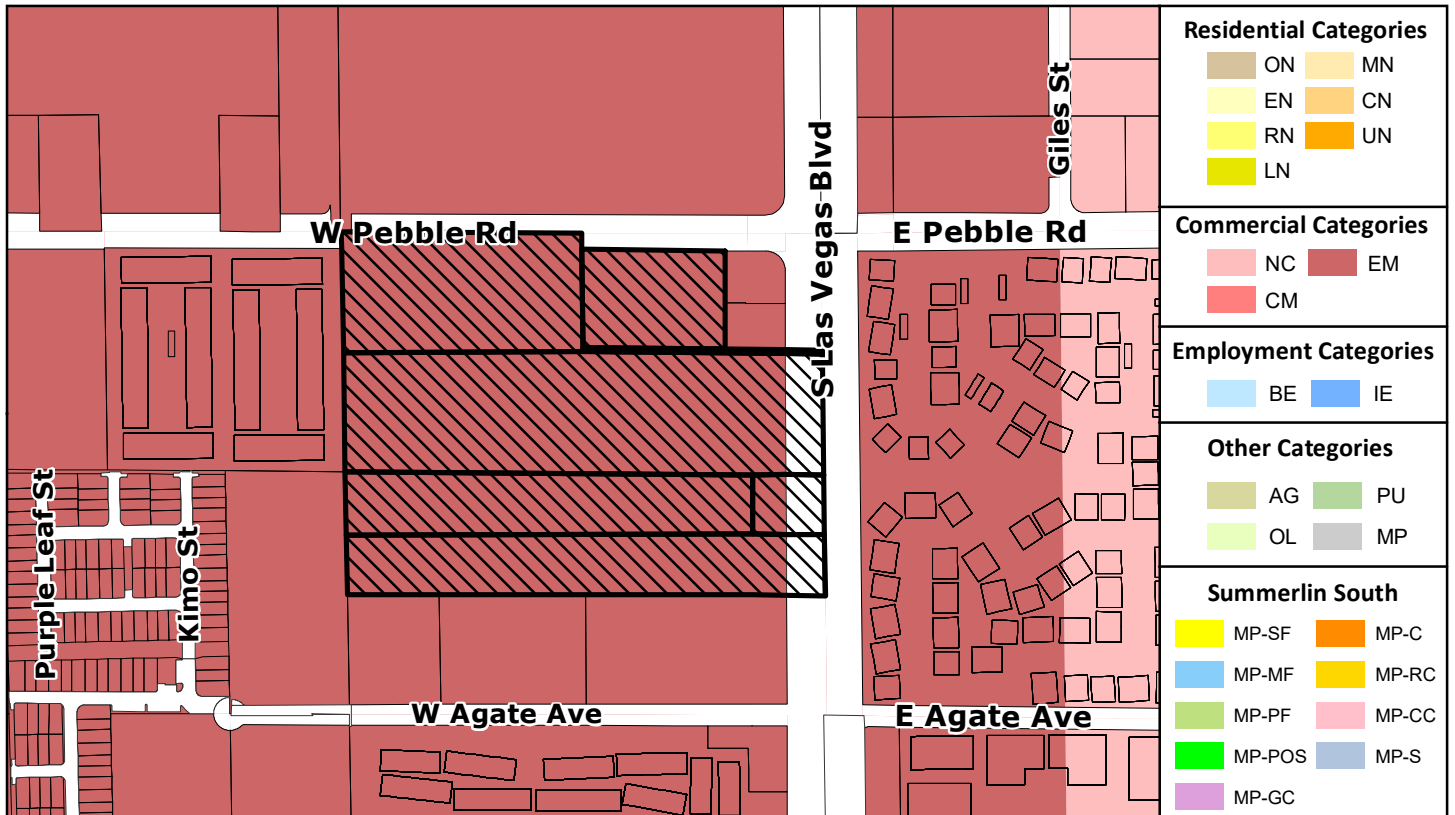 Giles St
S Las Vegas Blvd
W Pebble Rd
E Pebble Rd
Purple Leaf St
Kimo St
W Agate Ave
E Agate Ave
Residential Categories
ON MN
EN CN
RN UN
LN
Commercial Categories
NC EM
CM
Employment Categories
BE IE
Other Categories
AG PU
OL MP
Summerlin South
MP-SF MP-C
MP-MF MP-RC
MP-PF MP-CC
MP-POS MP-S
MP-GC